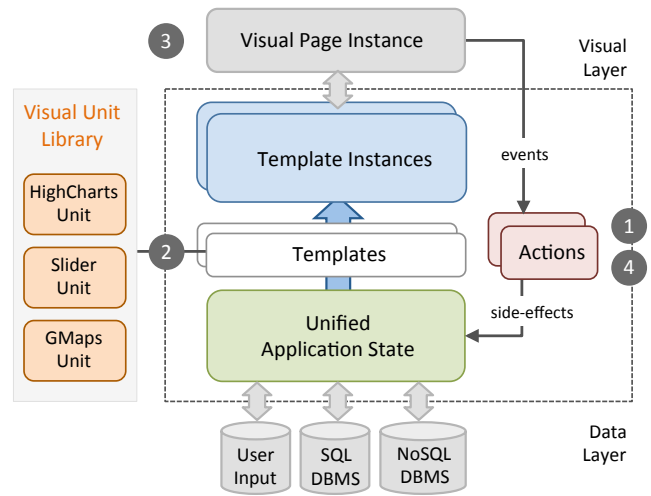 3
Visual Page Instance
Visual
Layer
Visual Unit
Library
HighCharts
Unit
Slider
Unit
GMaps
Unit
Template Instances
events
2
Templates
1
Actions
4
side-effects
Unified
Application State
User
Input
SQL
DBMS
NoSQL
DBMS
Data
Layer